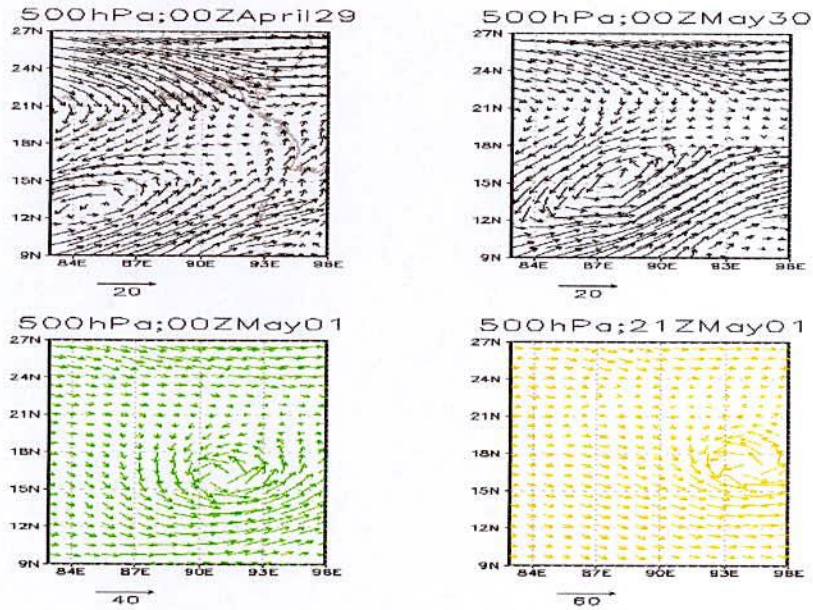 500hPa;00ZApril29
27N
24N
21N
18N
15N
12N
9N
84E 87E 90E 93E 96E
20
500hPa;00ZMay30
27N
24N
21N
18N
15N
12N
9N
84E 87E 90E 93E 96E
20
500hPa;00ZMay01
27N
24N
21N
18N
15N
12N
9N
84E 87E 90E 93E 96E
40
500hPa;21ZMay01
27N
24N
21N
18N
15N
12N
9N
84E 87E 90E 93E 96E
60